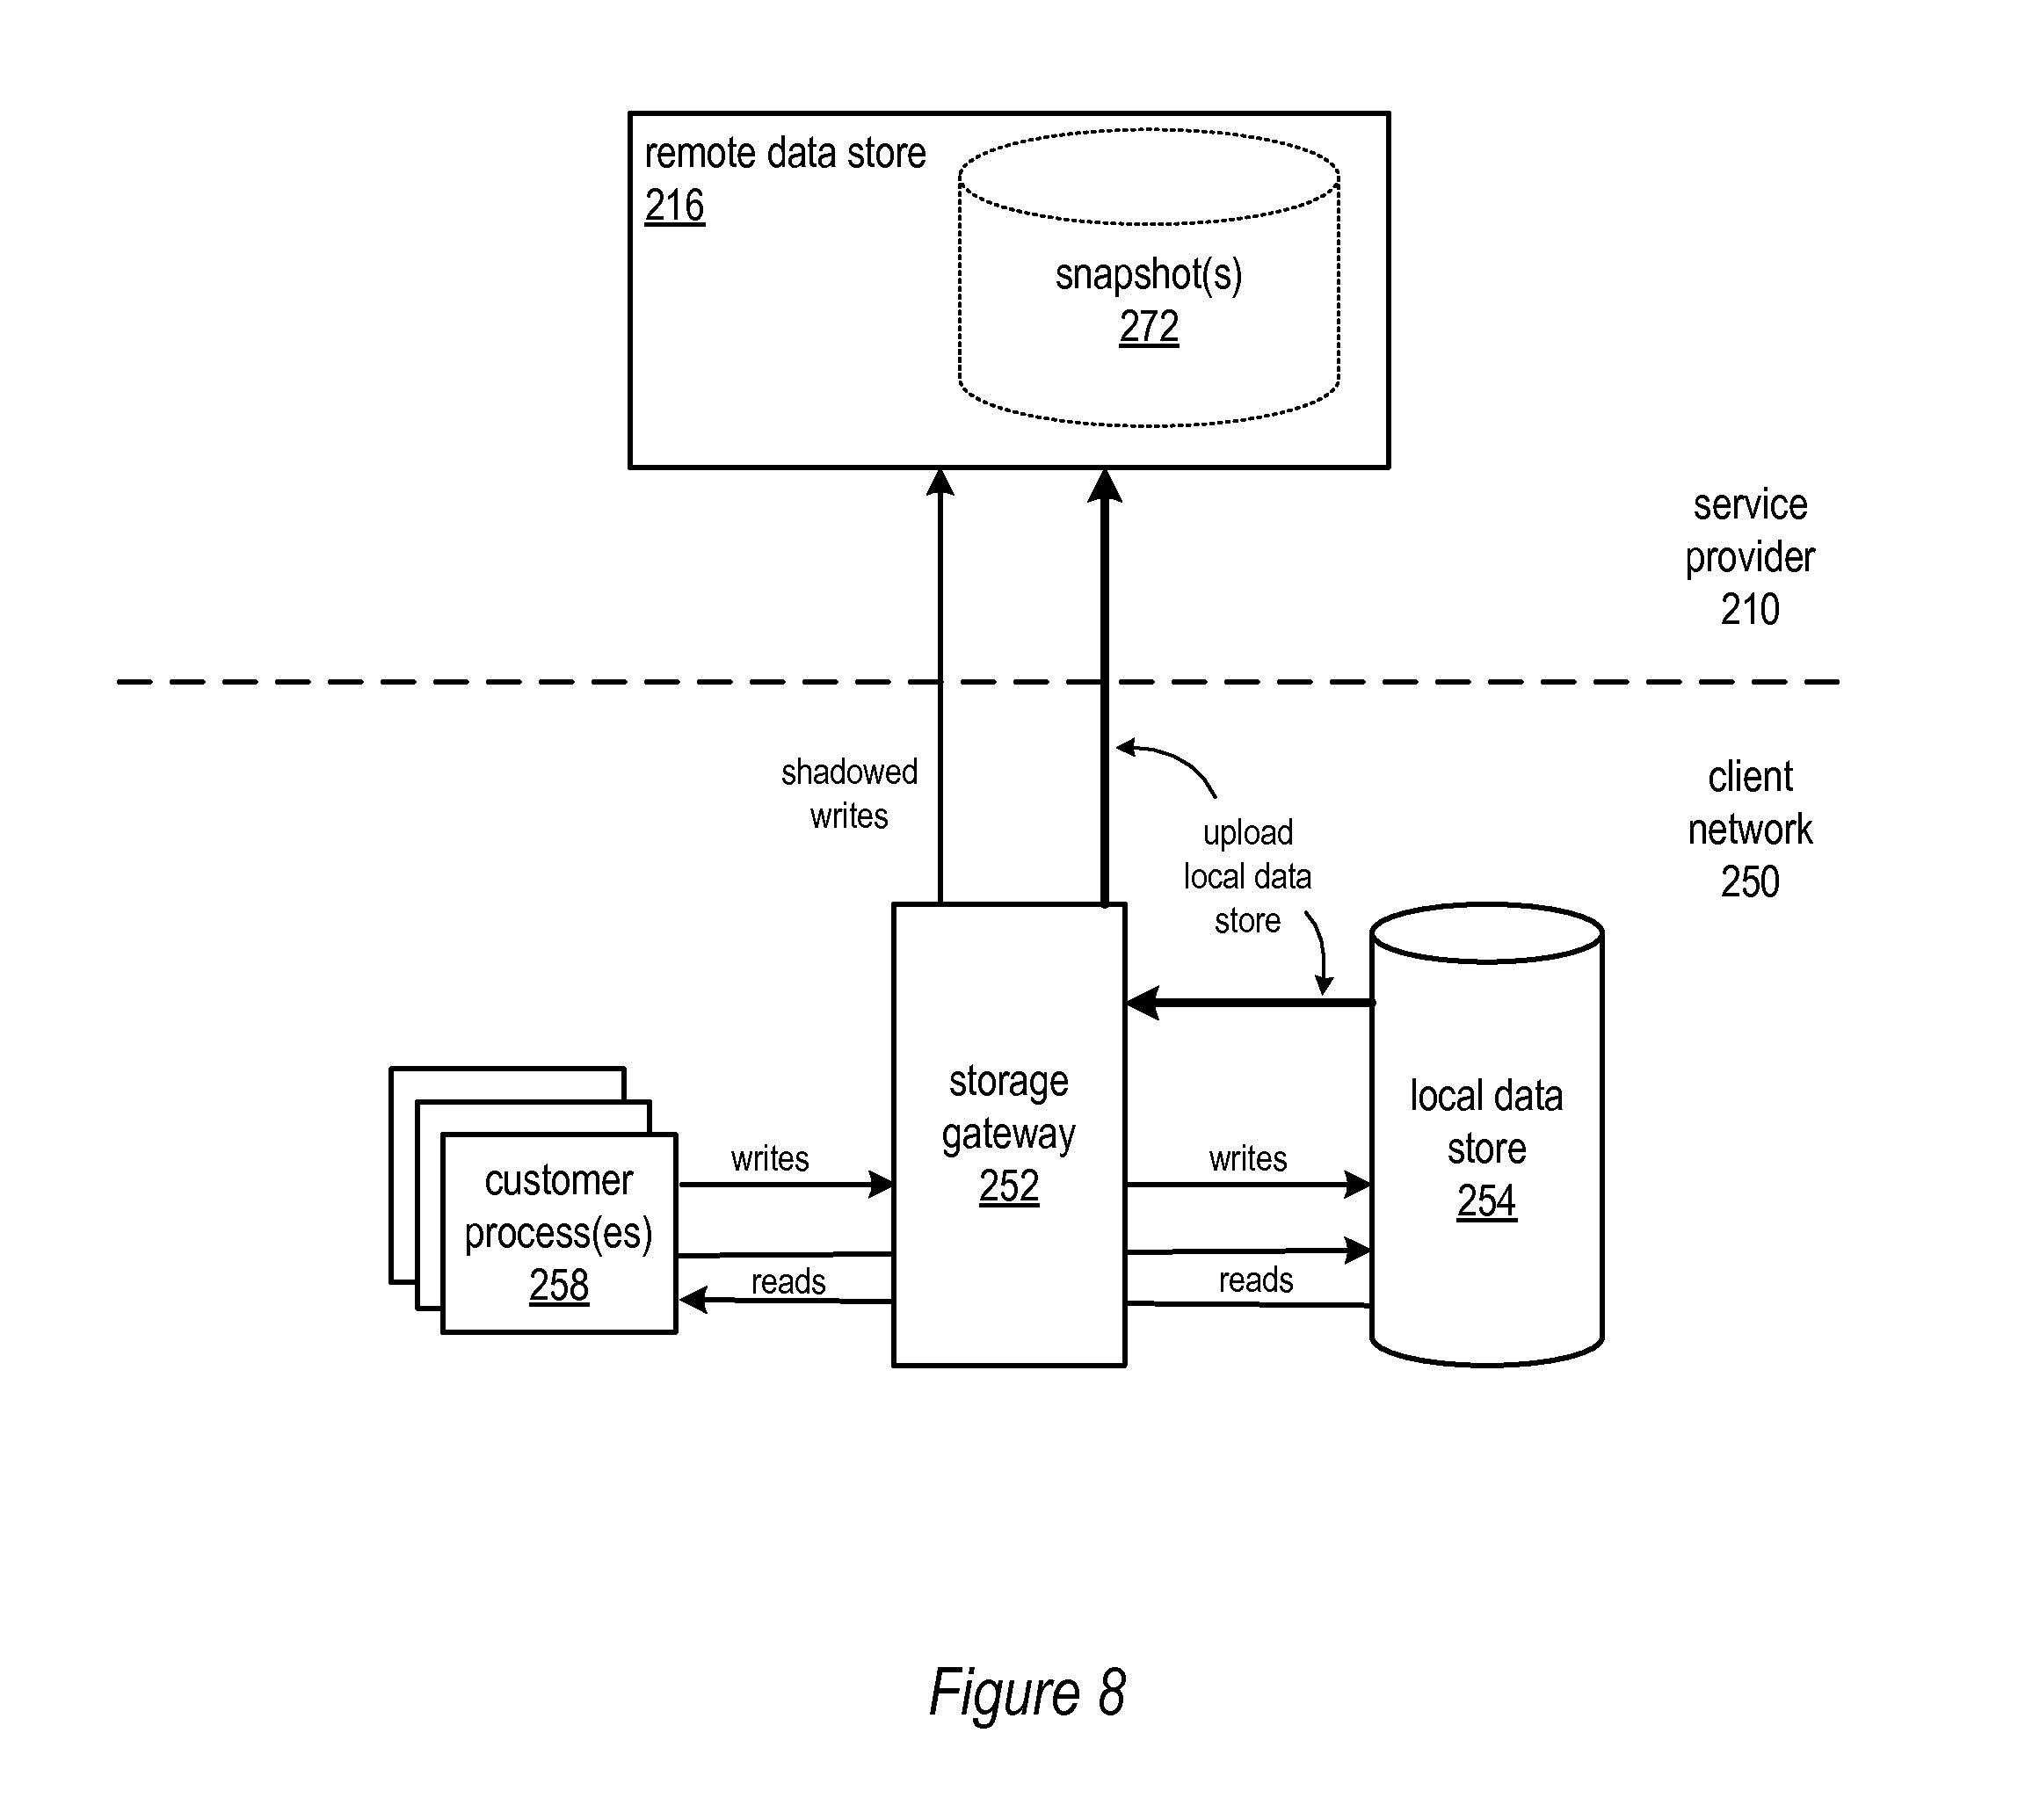 remote data store
216
snapshot(s)
272
service
provider
210
shadowed
writes
client
network
250
upload
local data
store
storage
gateway
252
local data
store
254
customer
process(es)
258
writes
writes
reads
reads
Figure 8